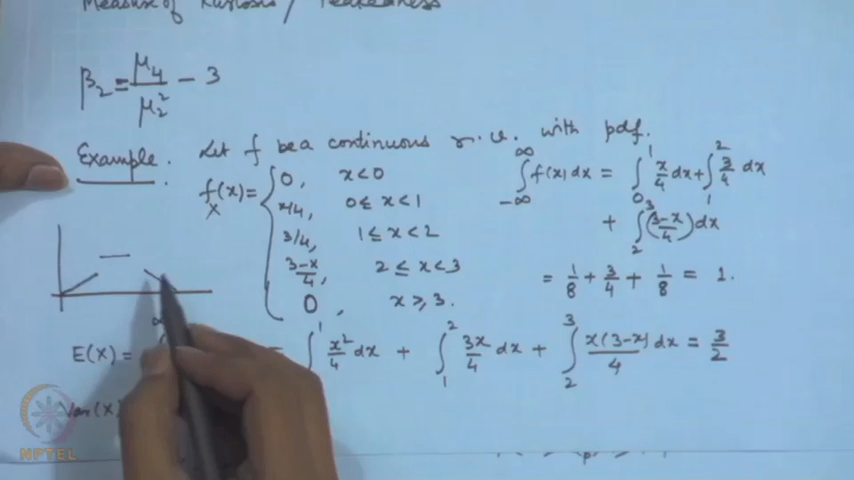 Measure of Kurtosis / Peakedness
β₂ = μ₄/μ₂² − 3
Example. Let f be a continuous r.v. with pdf.
f_X(x) = { 0, x<0
x/4, 0≤x<1
3/4, 1≤x<2
(3−x)/4, 2≤x<3
0, x≥3.
∫_{−∞}^{∞} f(x)dx = ∫_0^1 x/4 dx + ∫_1^2 3/4 dx
+ ∫_2^3 ((3−x)/4) dx
= 1/8 + 3/4 + 1/8 = 1.
E(X) = ∫_0^1 x²/4 dx + ∫_1^2 3x/4 dx + ∫_2^3 x(3−x)/4 dx = 3/2
Var(X)
NPTEL